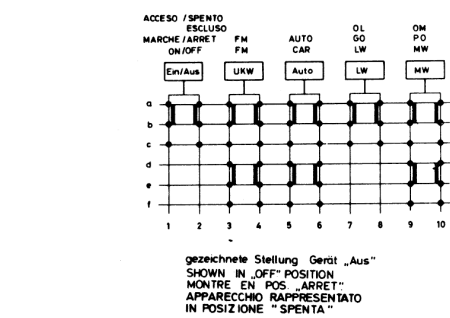 ACCESO / SPENTO
ESCLUSO
MARCHE / ARRET FM AUTO OL OM
GO PO
ON/OFF FM CAR LW MW
Ein/Aus UKW Auto LW MW
a
b
c
d
e
f
1 2 3 4 5 6 7 8 9 10
gezeichnete Stellung Gerät „Aus"
SHOWN IN „OFF" POSITION
MONTRE EN POS. „ARRET"
APPARECCHIO RAPPRESENTATO
IN POSIZIONE "SPENTA"